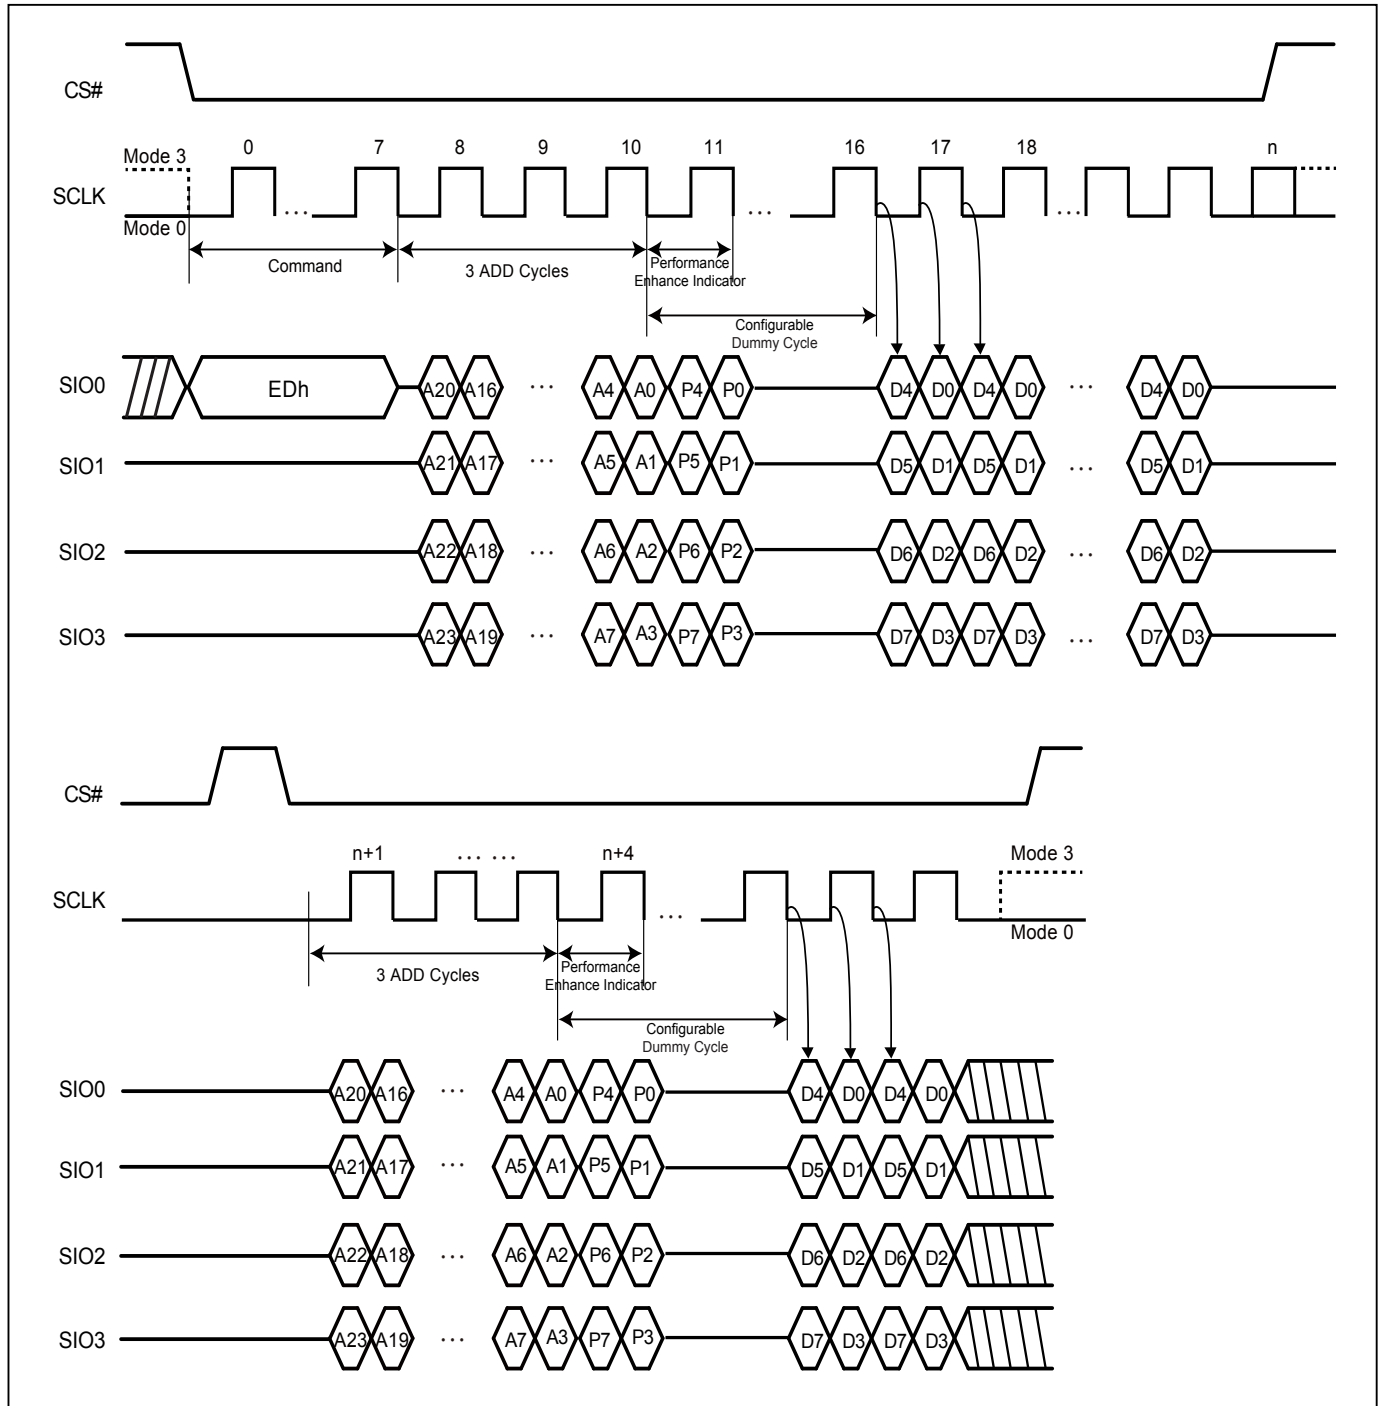 CS#
0 7 8 9 10 11 16 17 18 n
Mode 3
SCLK
... ... ...
Mode 0
Command
3 ADD Cycles
Performance
Enhance Indicator
Configurable
Dummy Cycle
SIO0 EDh A20 A16 ... A4 A0 P4 P0 D4 D0 D4 D0 ... D4 D0
SIO1 A21 A17 ... A5 A1 P5 P1 D5 D1 D5 D1 ... D5 D1
SIO2 A22 A18 ... A6 A2 P6 P2 D6 D2 D6 D2 ... D6 D2
SIO3 A23 A19 ... A7 A3 P7 P3 D7 D3 D7 D3 ... D7 D3
CS#
n+1 ... ... n+4 Mode 3
SCLK
...
Mode 0
3 ADD Cycles
Performance
Enhance Indicator
Configurable
Dummy Cycle
SIO0 A20 A16 ... A4 A0 P4 P0 D4 D0 D4 D0
SIO1 A21 A17 ... A5 A1 P5 P1 D5 D1 D5 D1
SIO2 A22 A18 ... A6 A2 P6 P2 D6 D2 D6 D2
SIO3 A23 A19 ... A7 A3 P7 P3 D7 D3 D7 D3